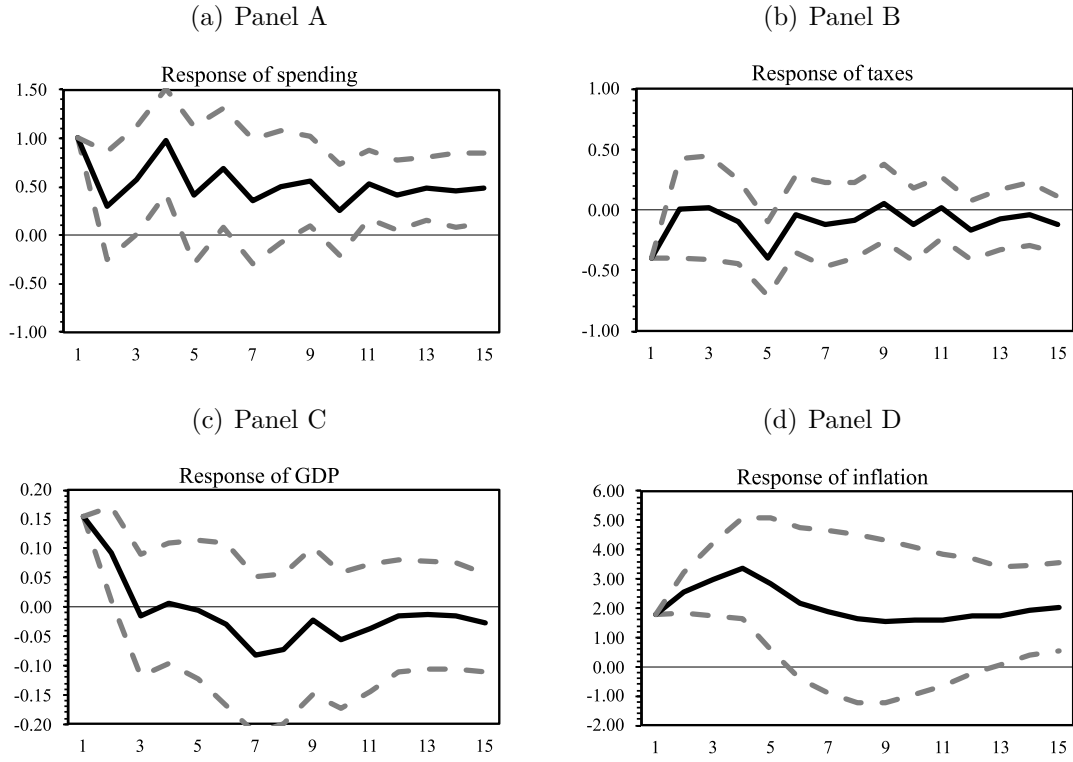 (a) Panel A
Response of spending
1.50
1.00
0.50
0.00
-0.50
-1.00
1 3 5 7 9 11 13 15
(b) Panel B
Response of taxes
1.00
0.50
0.00
-0.50
-1.00
1 3 5 7 9 11 13 15
(c) Panel C
Response of GDP
0.20
0.15
0.10
0.05
0.00
-0.05
-0.10
-0.15
-0.20
1 3 5 7 9 11 13 15
(d) Panel D
Response of inflation
6.00
5.00
4.00
3.00
2.00
1.00
0.00
-1.00
-2.00
1 3 5 7 9 11 13 15